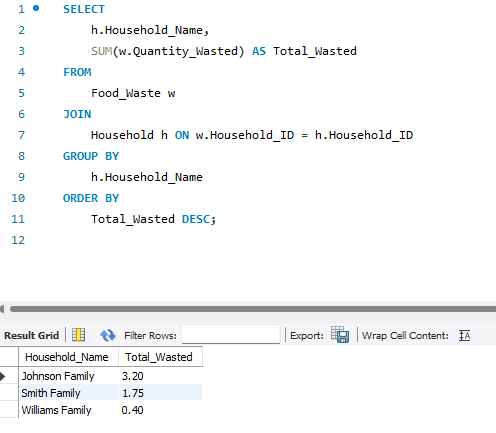 1 SELECT
2 h.Household_Name,
3 SUM(w.Quantity_Wasted) AS Total_Wasted
4 FROM
5 Food_Waste w
6 JOIN
7 Household h ON w.Household_ID = h.Household_ID
8 GROUP BY
9 h.Household_Name
10 ORDER BY
11 Total_Wasted DESC;
12
Result Grid Filter Rows: Export: Wrap Cell Content:
Household_Name Total_Wasted
Johnson Family 3.20
Smith Family 1.75
Williams Family 0.40